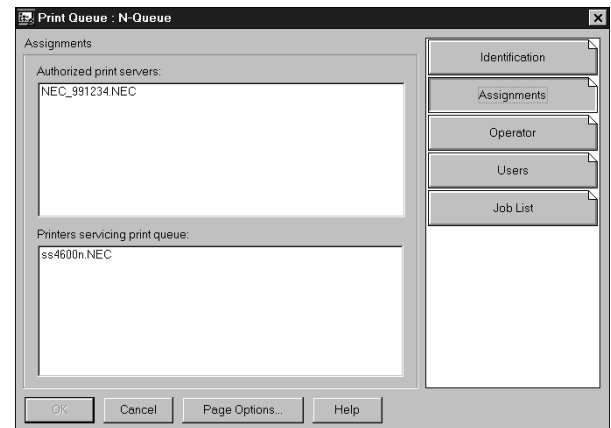 Print Queue : N-Queue
Assignments
Authorized print servers:
NEC_991234.NEC
Printers servicing print queue:
ss4600n.NEC
Identification
Assignments
Operator
Users
Job List
OK
Cancel
Page Options...
Help